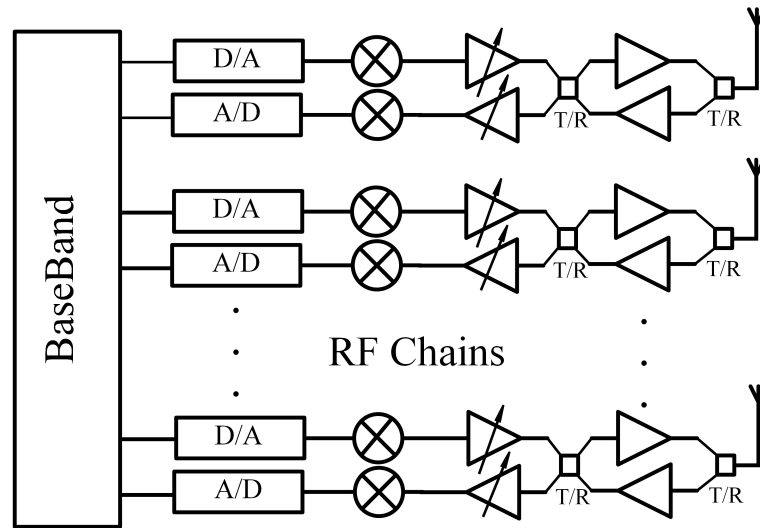 BaseBand
D/A
A/D
T/R
T/R
D/A
A/D
T/R
T/R
RF Chains
D/A
A/D
T/R
T/R